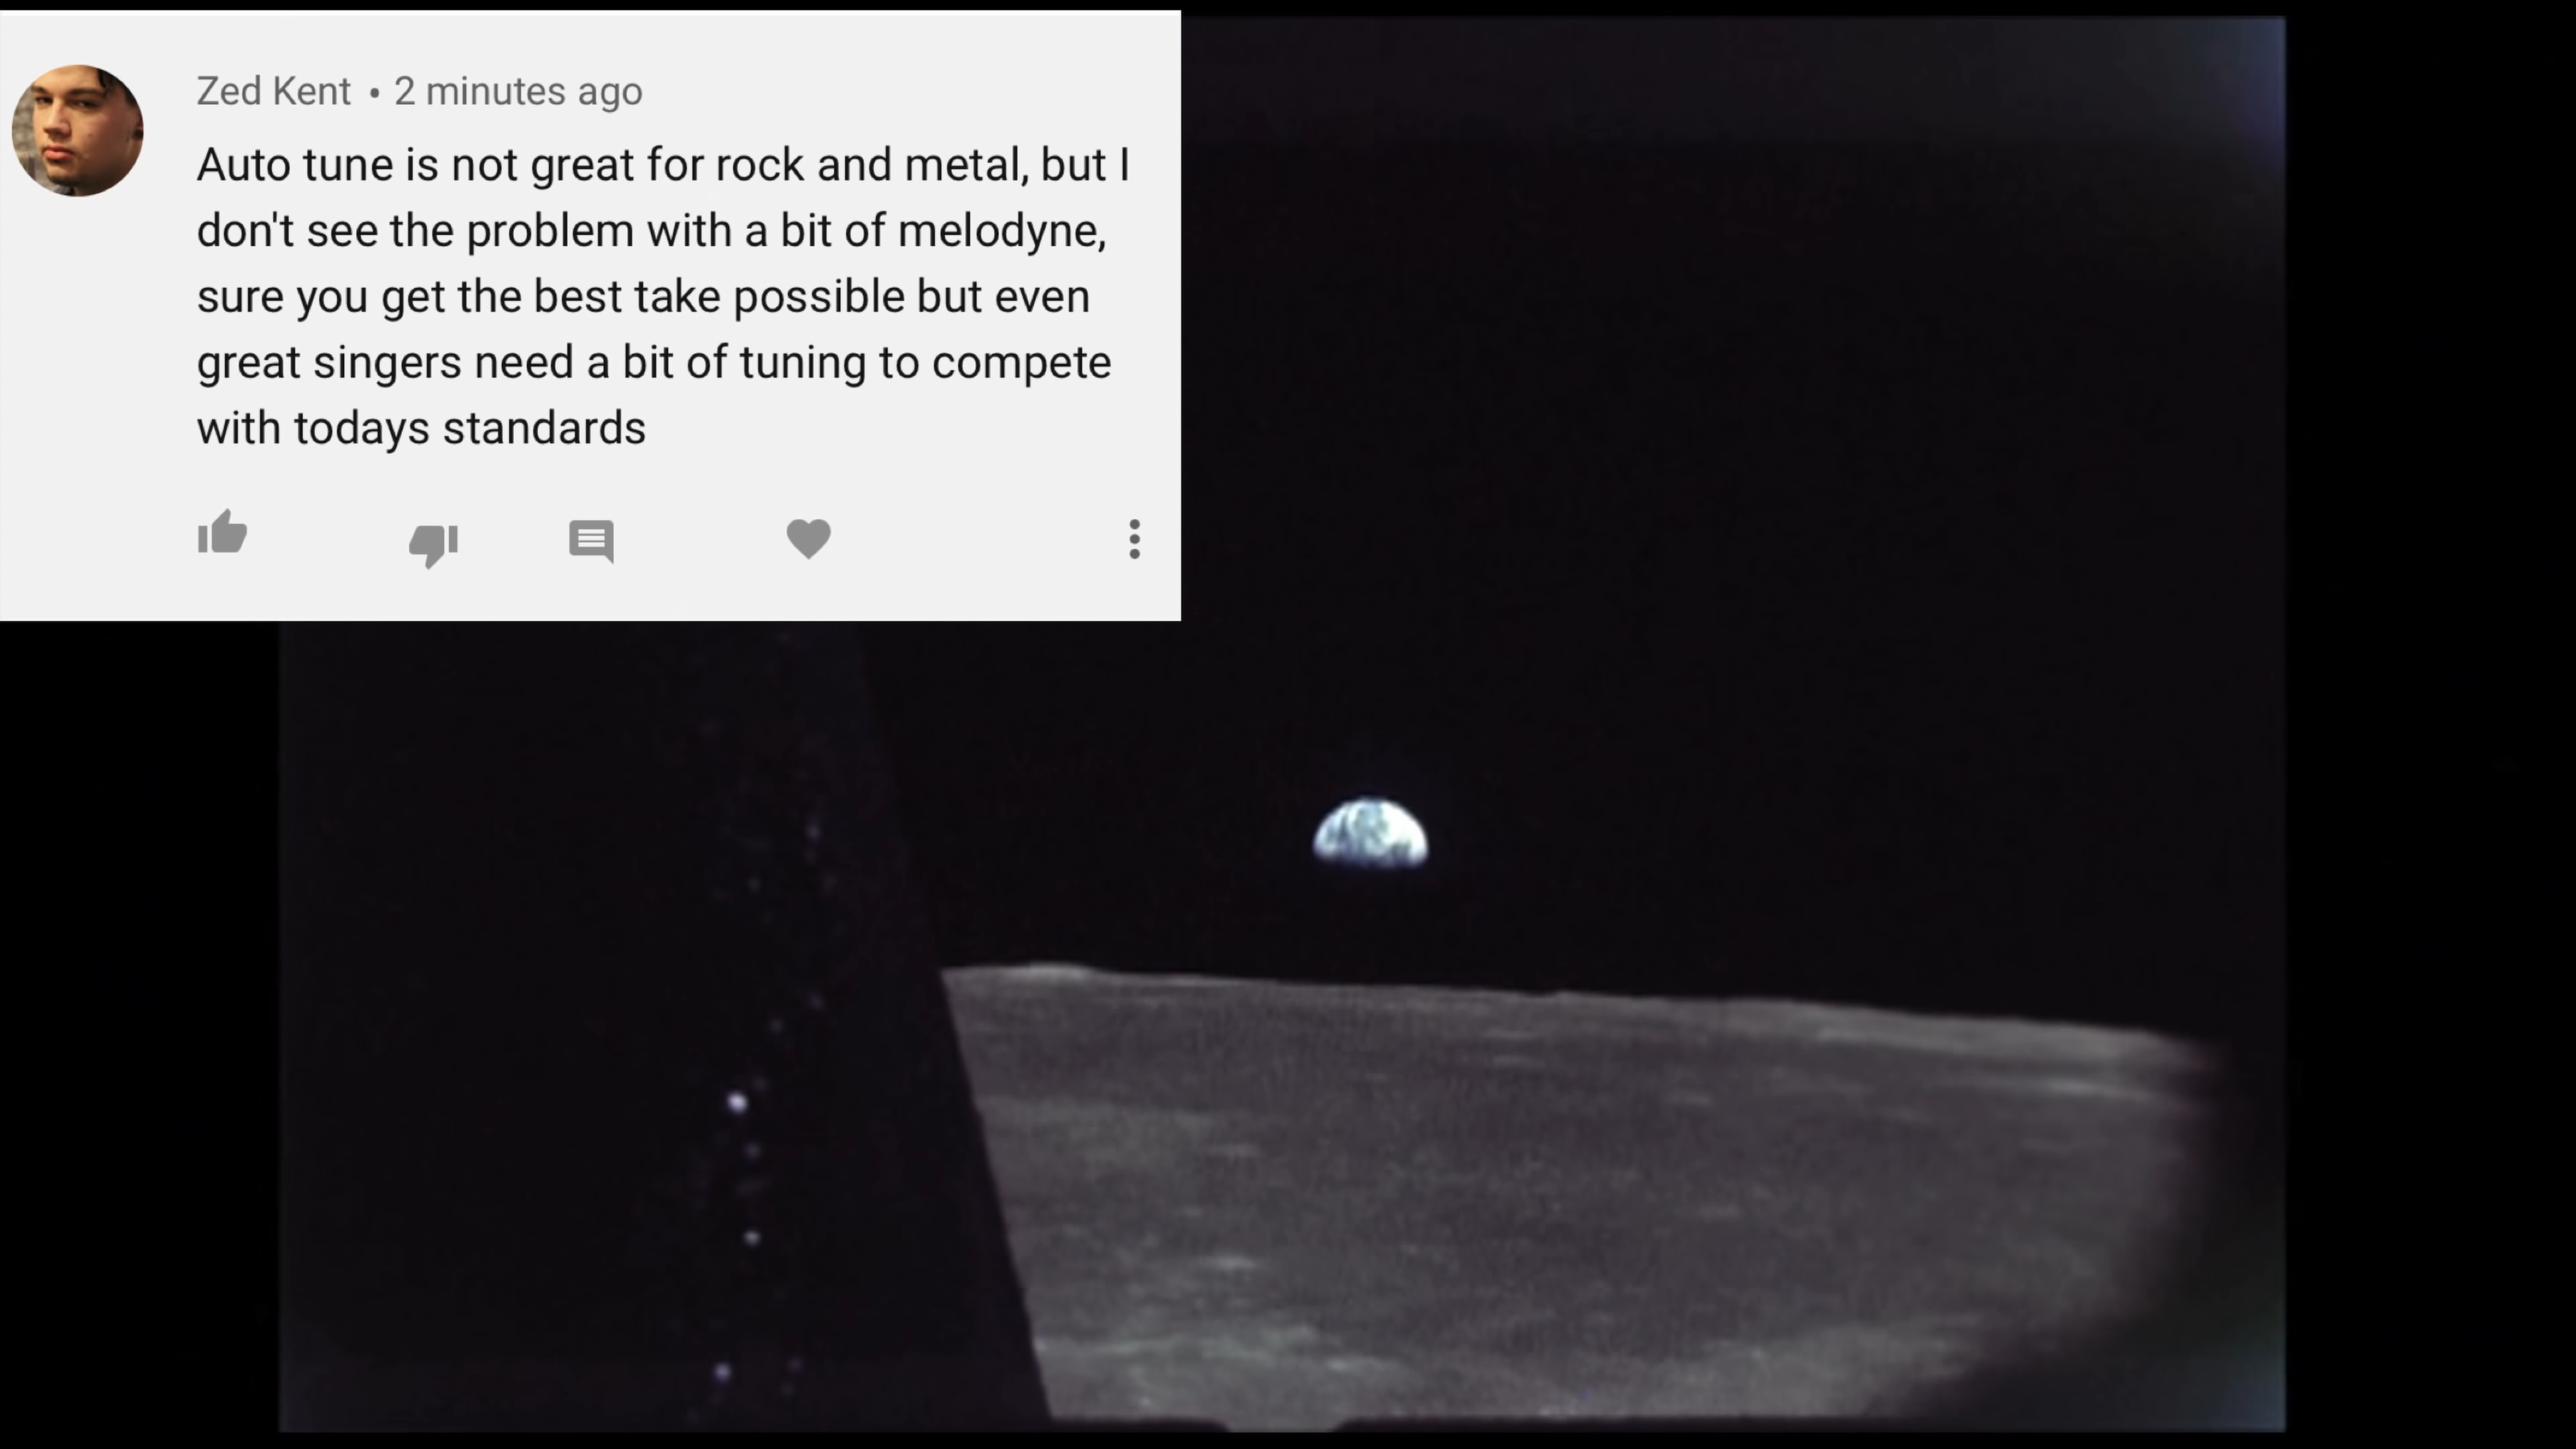 Zed Kent • 2 minutes ago
Auto tune is not great for rock and metal, but I
don't see the problem with a bit of melodyne,
sure you get the best take possible but even
great singers need a bit of tuning to compete
with todays standards